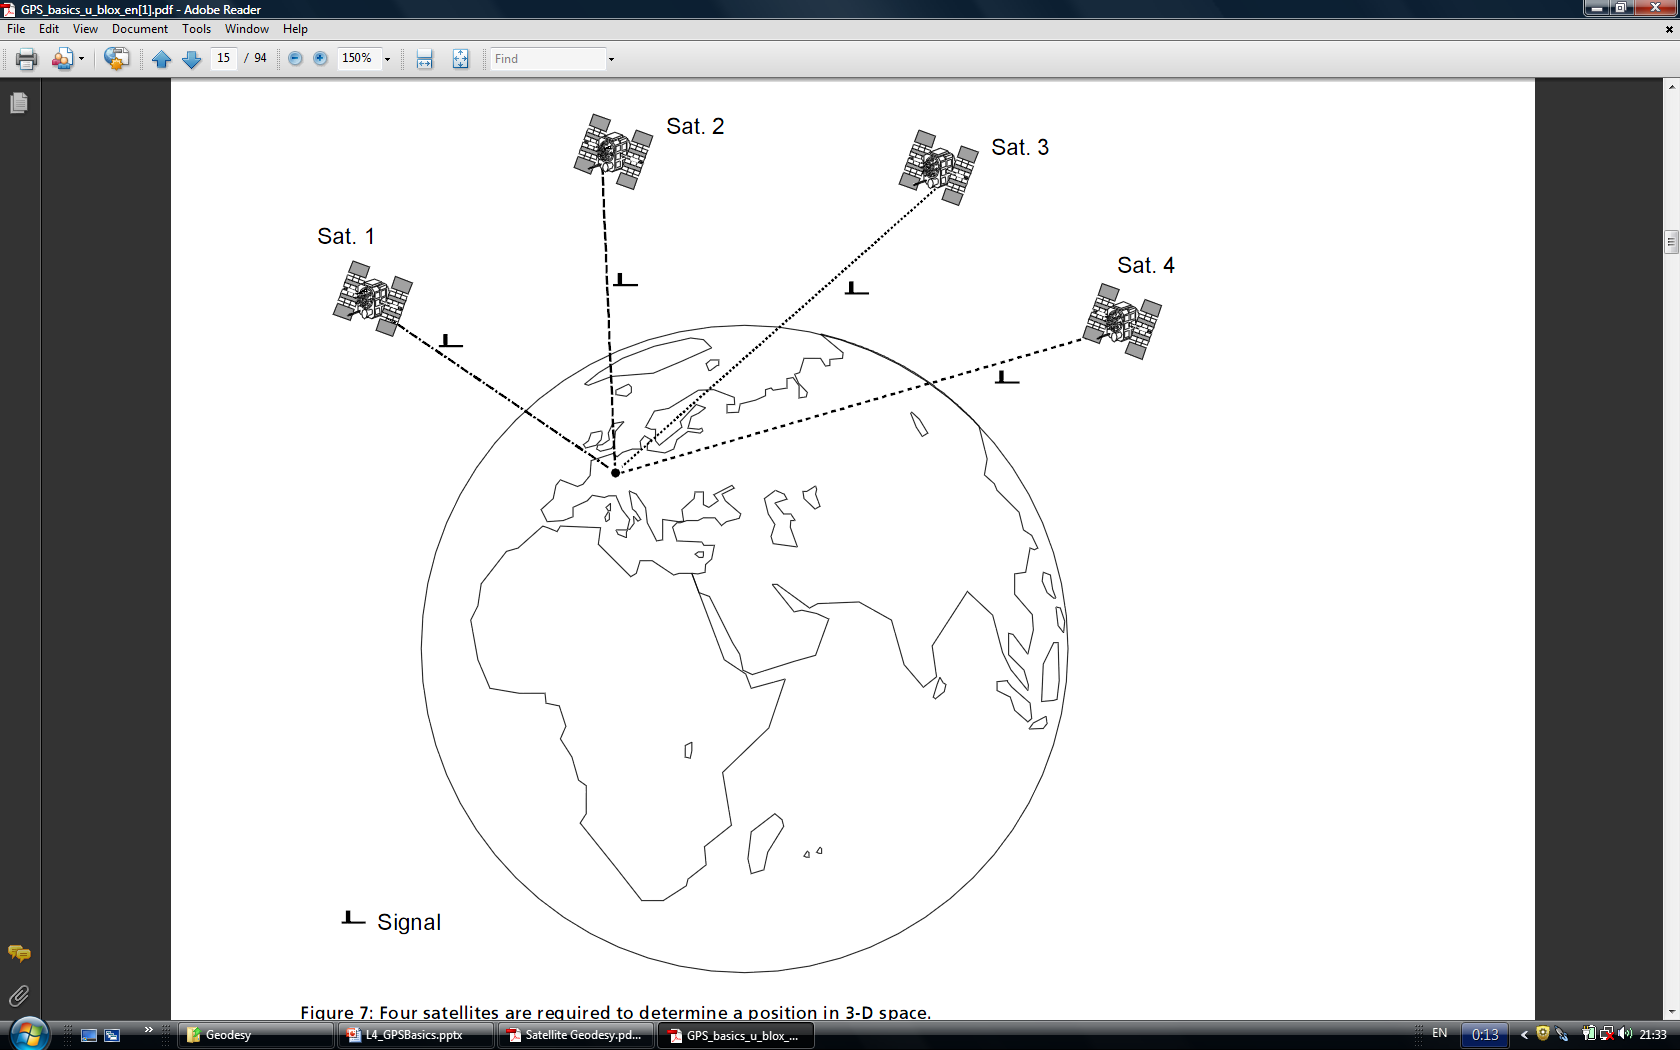 GPS_basics_u_blox_en[1].pdf - Adobe Reader
File Edit View Document Tools Window Help
15 / 94 150% Find
Sat. 2
Sat. 3
Sat. 1
Sat. 4
Signal
Figure 7: Four satellites are required to determine a position in 3-D space.
Geodesy L4_GPSBasics.pptx Satellite Geodesy.pd... GPS_basics_u_blox_... EN 0:13 21:33